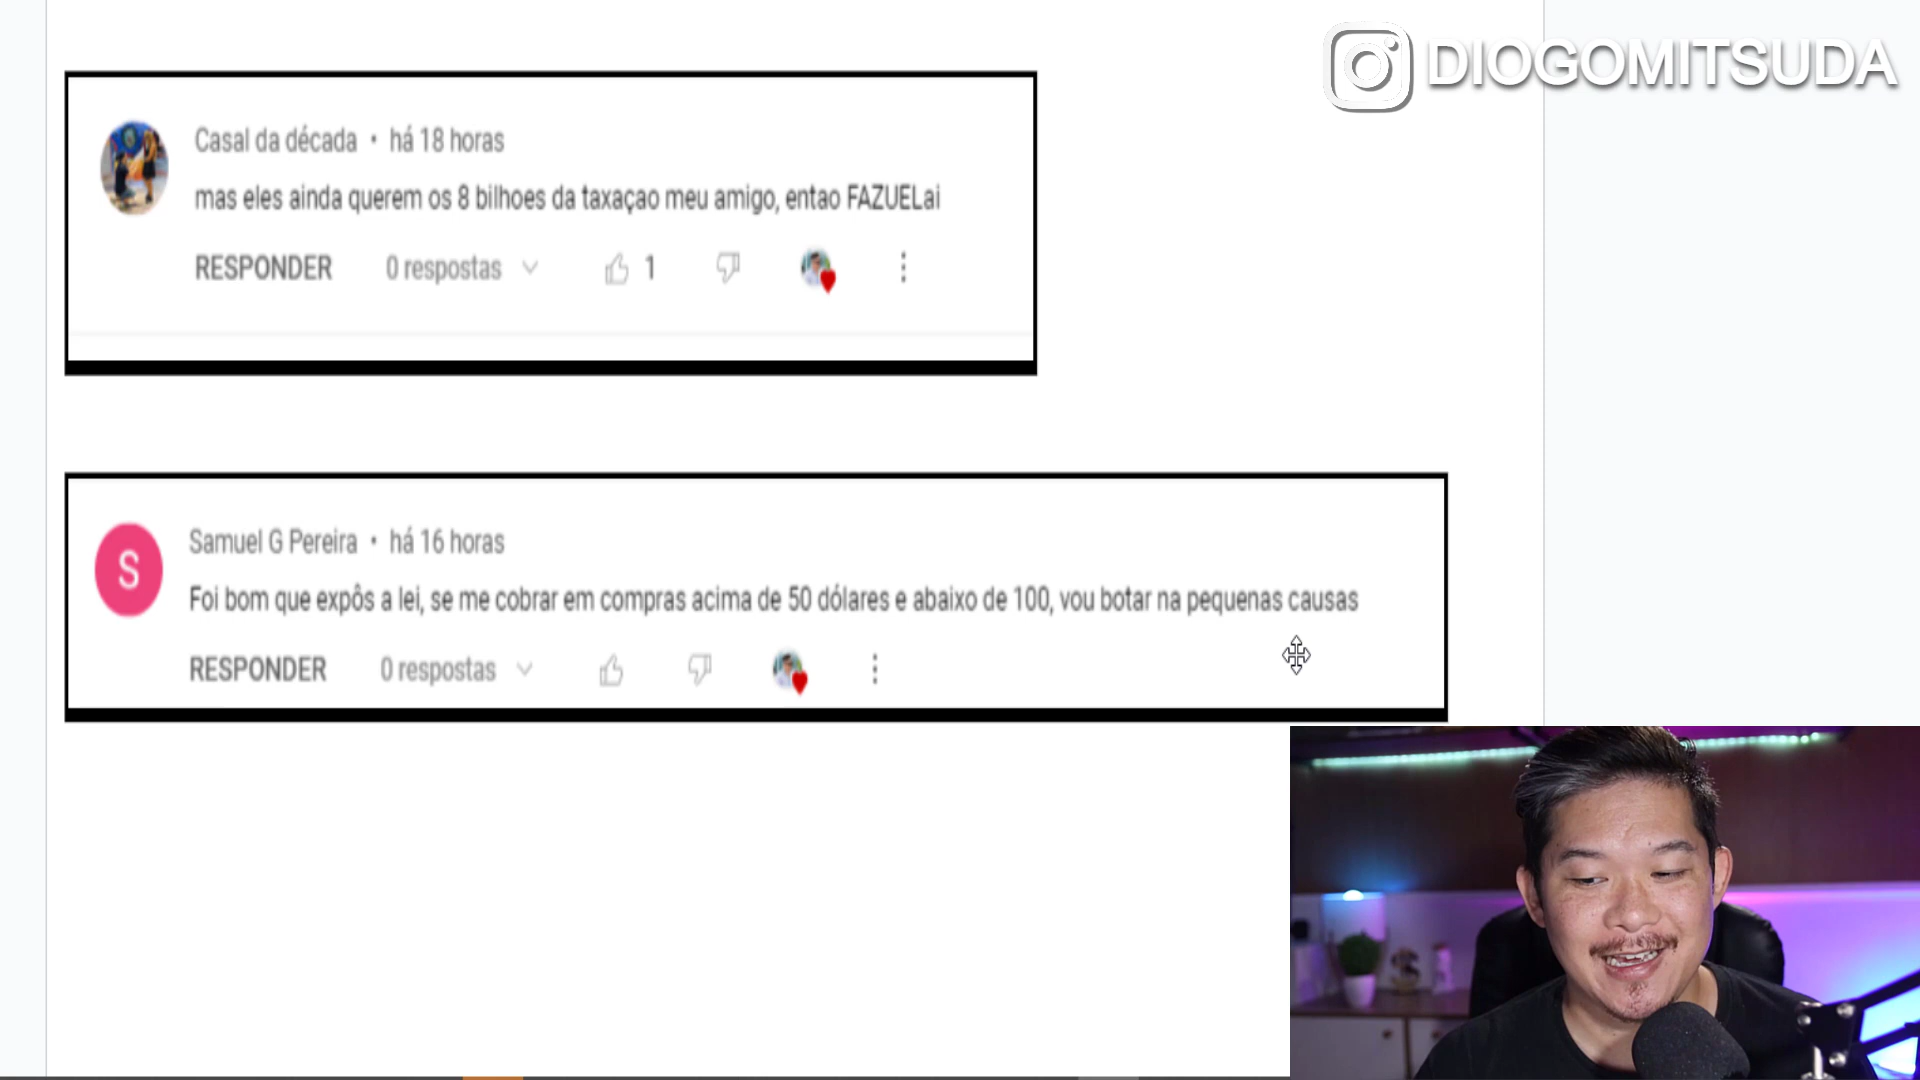 DIOGOMITSUDA
Casal da década • há 18 horas
mas eles ainda querem os 8 bilhoes da taxaçao meu amigo, entao FAZUELai
RESPONDER 0 respostas 1
S
Samuel G Pereira • há 16 horas
Foi bom que expôs a lei, se me cobrar em compras acima de 50 dólares e abaixo de 100, vou botar na pequenas causas
RESPONDER 0 respostas